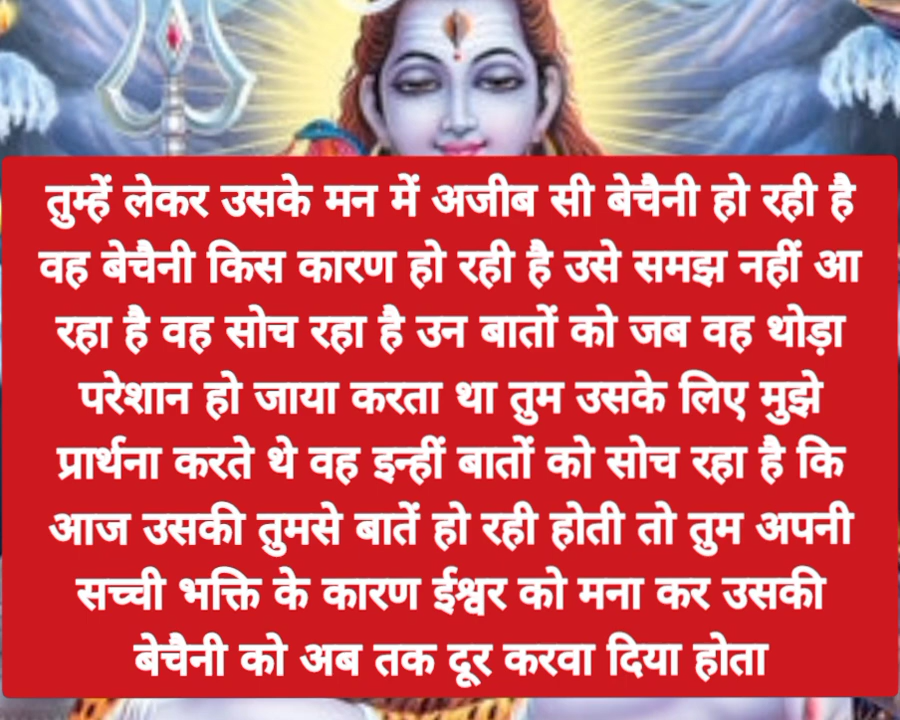 तुम्हें लेकर उसके मन में अजीब सी बेचैनी हो रही है
वह बेचैनी किस कारण हो रही है उसे समझ नहीं आ
रहा है वह सोच रहा है उन बातों को जब वह थोड़ा
परेशान हो जाया करता था तुम उसके लिए मुझे
प्रार्थना करते थे वह इन्हीं बातों को सोच रहा है कि
आज उसकी तुमसे बातें हो रही होती तो तुम अपनी
सच्ची भक्ति के कारण ईश्वर को मना कर उसकी
बेचैनी को अब तक दूर करवा दिया होता